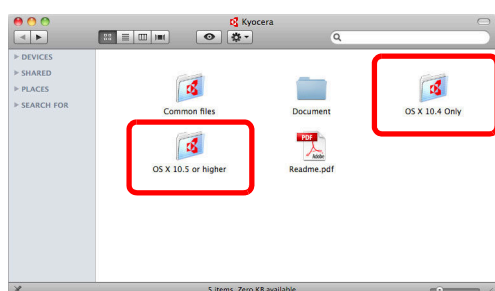 Kyocera
DEVICES
SHARED
PLACES
SEARCH FOR
Common files
Document
OS X 10.4 Only
OS X 10.5 or higher
PDF
Adobe
Readme.pdf
5 items, Zero KB available